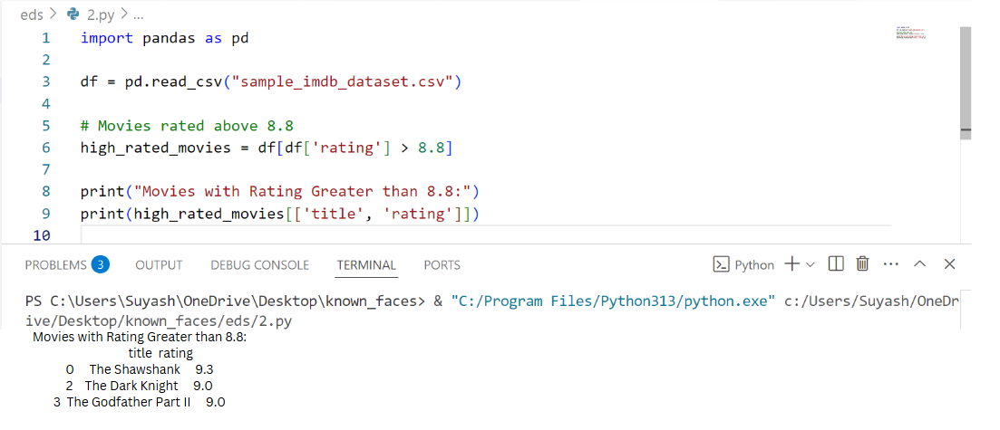 eds > 2.py > ...
1 import pandas as pd
2
3 df = pd.read_csv("sample_imdb_dataset.csv")
4
5 # Movies rated above 8.8
6 high_rated_movies = df[df['rating'] > 8.8]
7
8 print("Movies with Rating Greater than 8.8:")
9 print(high_rated_movies[['title', 'rating']])
10
PROBLEMS 3 OUTPUT DEBUG CONSOLE TERMINAL PORTS Python
PS C:\Users\Suyash\OneDrive\Desktop\known_faces> & "C:/Program Files/Python313/python.exe" c:/Users/Suyash/OneDr
ive/Desktop/known_faces/eds/2.py
Movies with Rating Greater than 8.8:
title rating
0 The Shawshank 9.3
2 The Dark Knight 9.0
3 The Godfather Part II 9.0